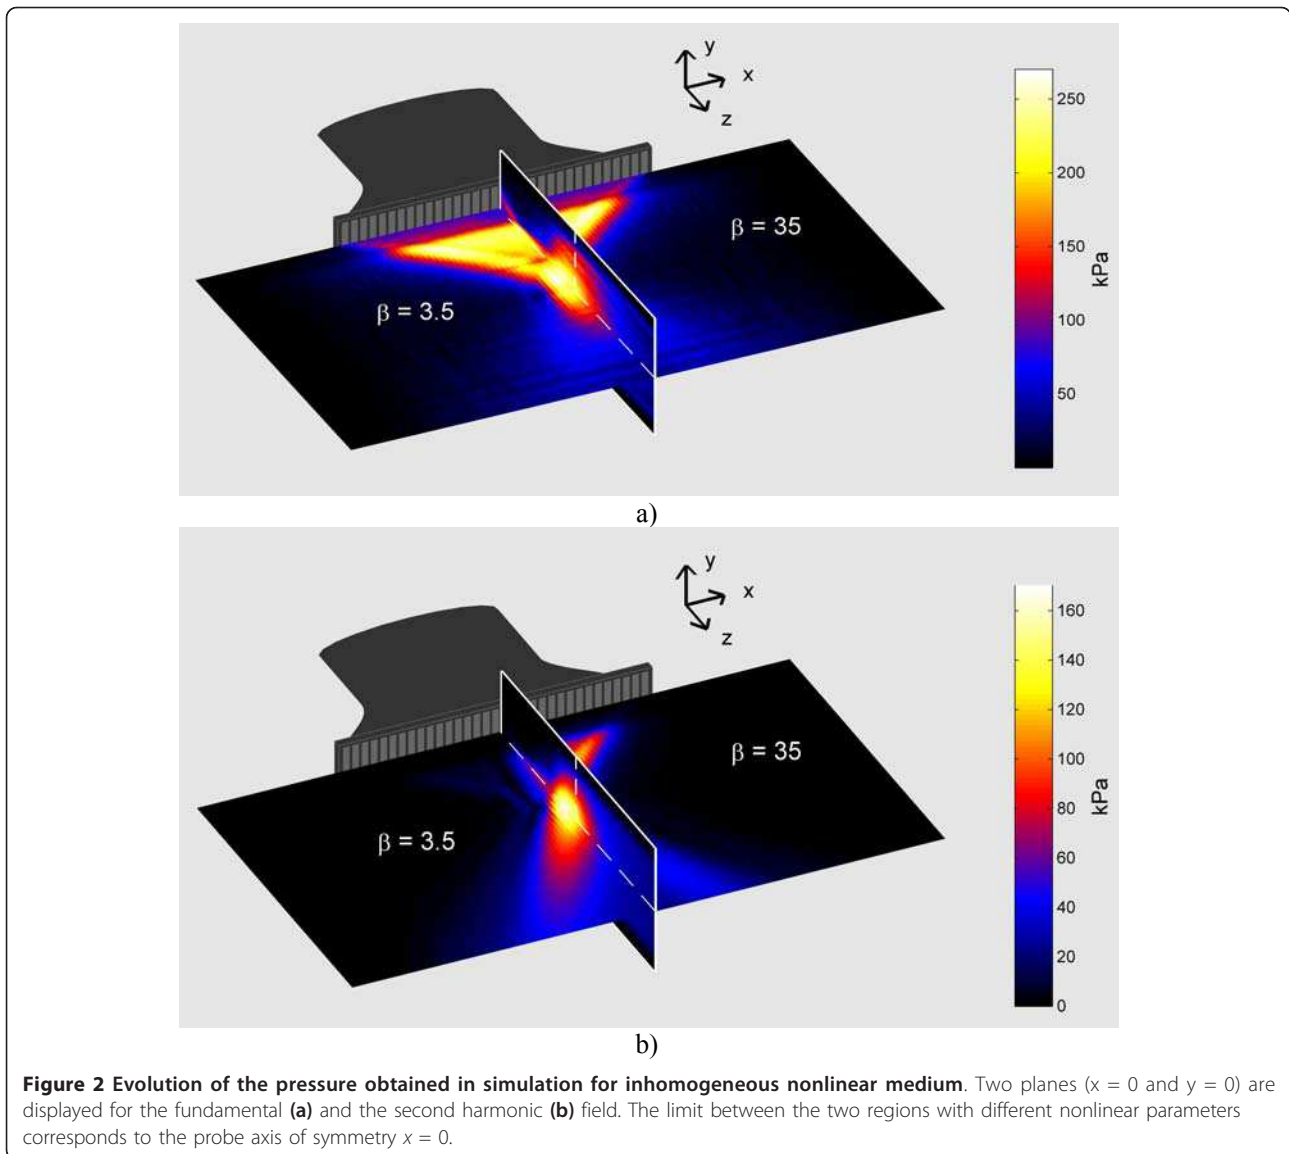 y
x
z
β = 35
β = 3.5
250
200
150
100
50
kPa
a)
y
x
z
β = 35
β = 3.5
160
140
120
100
80
60
40
20
0
kPa
b)
Figure 2 Evolution of the pressure obtained in simulation for inhomogeneous nonlinear medium. Two planes (x = 0 and y = 0) are
displayed for the fundamental (a) and the second harmonic (b) field. The limit between the two regions with different nonlinear parameters
corresponds to the probe axis of symmetry x = 0.